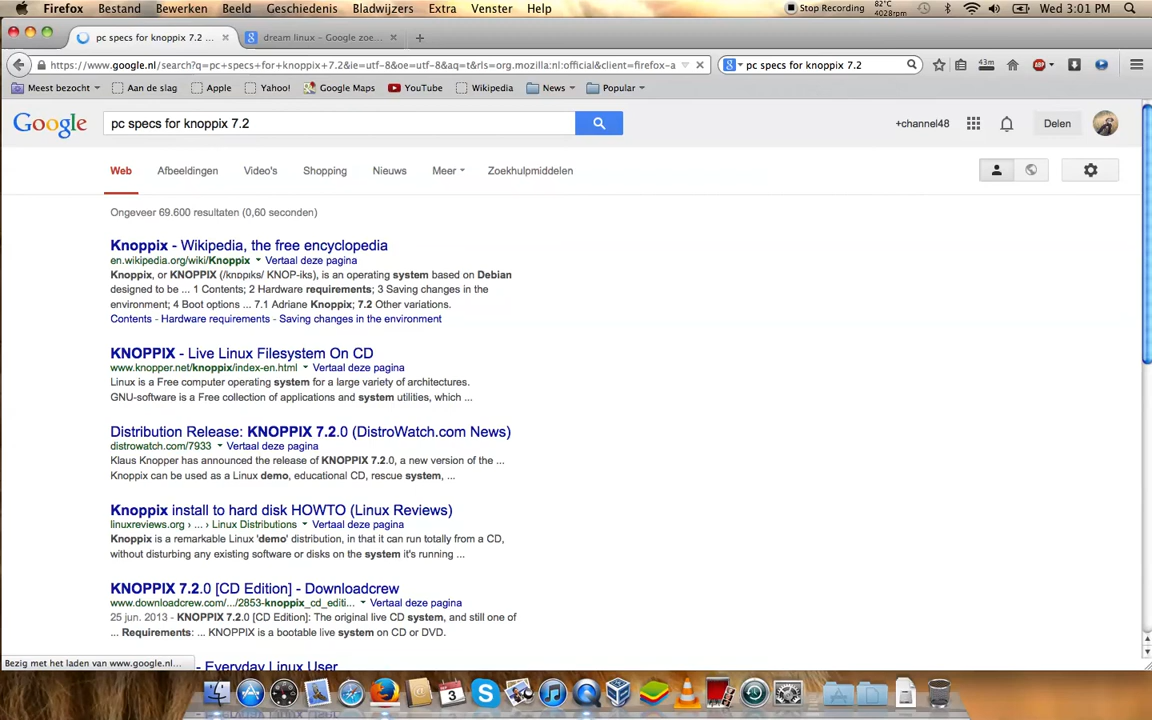 Firefox Bestand Bewerken Beeld Geschiedenis Bladwijzers Extra Venster Help Stop Recording 82°C 4028rpm Wed 3:01 PM
pc specs for knoppix 7.2 ... × dream linux - Google zoe... × +
https://www.google.nl/search?q=pc+specs+for+knoppix+7.2&ie=utf-8&oe=utf-8&aq=t&rls=org.mozilla:nl:official&client=firefox-a pc specs for knoppix 7.2 43m ABP
Meest bezocht Aan de slag Apple Yahoo! Google Maps YouTube Wikipedia News Popular
Google pc specs for knoppix 7.2 +channel48 Delen
Web Afbeeldingen Video's Shopping Nieuws Meer Zoekhulpmiddelen
Ongeveer 69.600 resultaten (0,60 seconden)
Knoppix - Wikipedia, the free encyclopedia
en.wikipedia.org/wiki/Knoppix Vertaal deze pagina
Knoppix, or KNOPPIX (/knɒpɪks/ KNOP-iks), is an operating system based on Debian
designed to be ... 1 Contents; 2 Hardware requirements; 3 Saving changes in the
environment; 4 Boot options ... 7.1 Adriane Knoppix; 7.2 Other variations.
Contents - Hardware requirements - Saving changes in the environment
KNOPPIX - Live Linux Filesystem On CD
www.knopper.net/knoppix/index-en.html Vertaal deze pagina
Linux is a Free computer operating system for a large variety of architectures.
GNU-software is a Free collection of applications and system utilities, which ...
Distribution Release: KNOPPIX 7.2.0 (DistroWatch.com News)
distrowatch.com/7933 Vertaal deze pagina
Klaus Knopper has announced the release of KNOPPIX 7.2.0, a new version of the ...
Knoppix can be used as a Linux demo, educational CD, rescue system, ...
Knoppix install to hard disk HOWTO (Linux Reviews)
linuxreviews.org › ... › Linux Distributions Vertaal deze pagina
Knoppix is a remarkable Linux 'demo' distribution, in that it can run totally from a CD,
without disturbing any existing software or disks on the system it's running ...
KNOPPIX 7.2.0 [CD Edition] - Downloadcrew
www.downloadcrew.com/.../2853-knoppix_cd_editi... Vertaal deze pagina
25 jun. 2013 - KNOPPIX 7.2.0 [CD Edition]: The original live CD system, and still one of
... Requirements: ... KNOPPIX is a bootable live system on CD or DVD.
- Everyday Linux User
Bezig met het laden van www.google.nl...
3